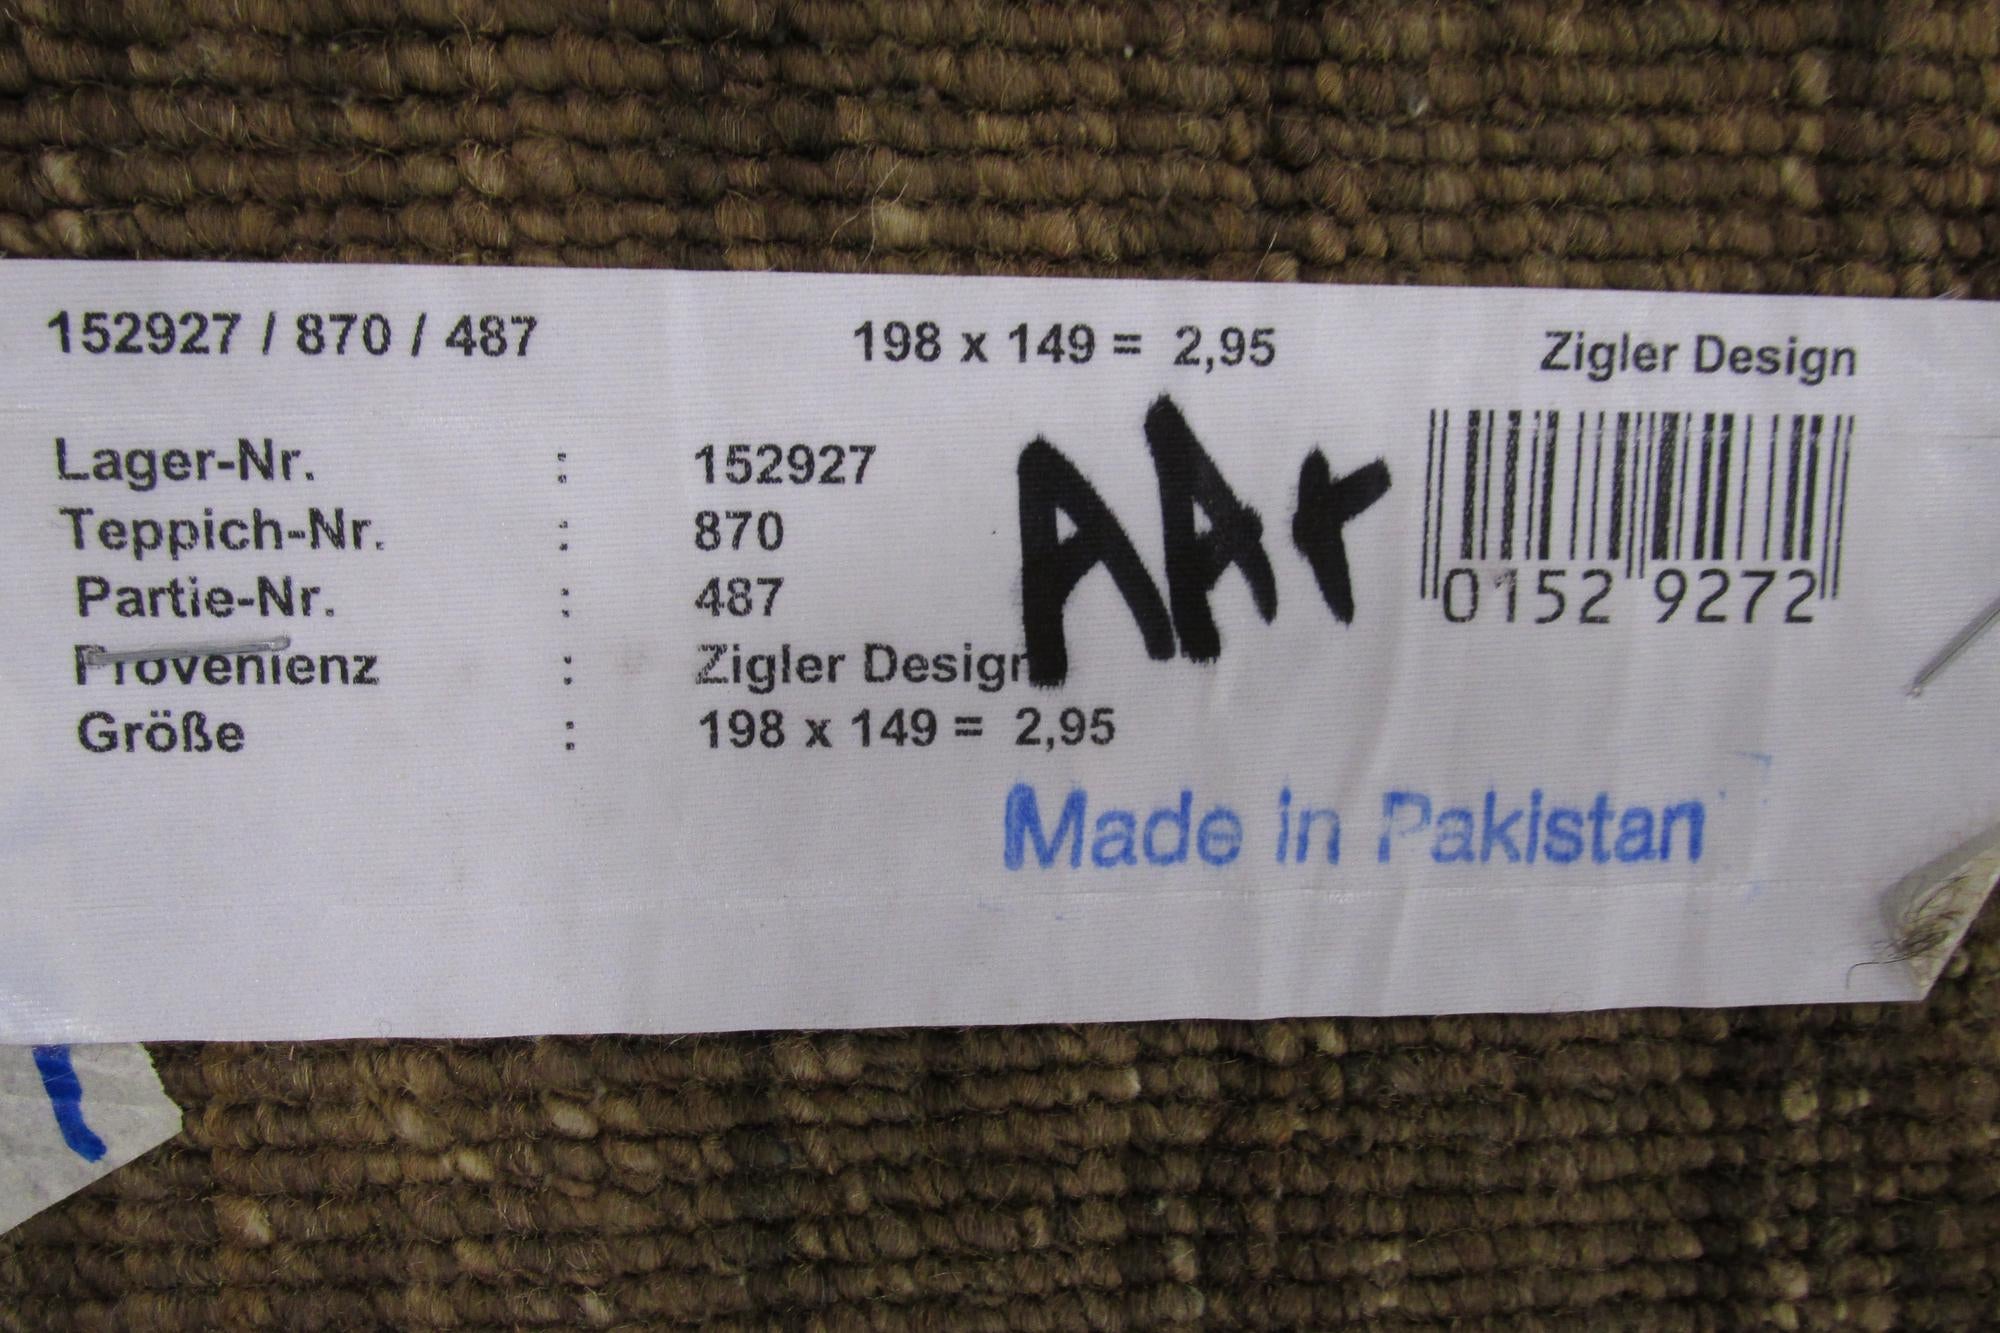 152927 / 870 / 487 198 x 149 = 2,95 Zigler Design
Lager-Nr. : 152927
Teppich-Nr. : 870
Partie-Nr. : 487
Provenienz : Zigler Design
Größe : 198 x 149 = 2,95
AAr
0152 9272
Made in Pakistan